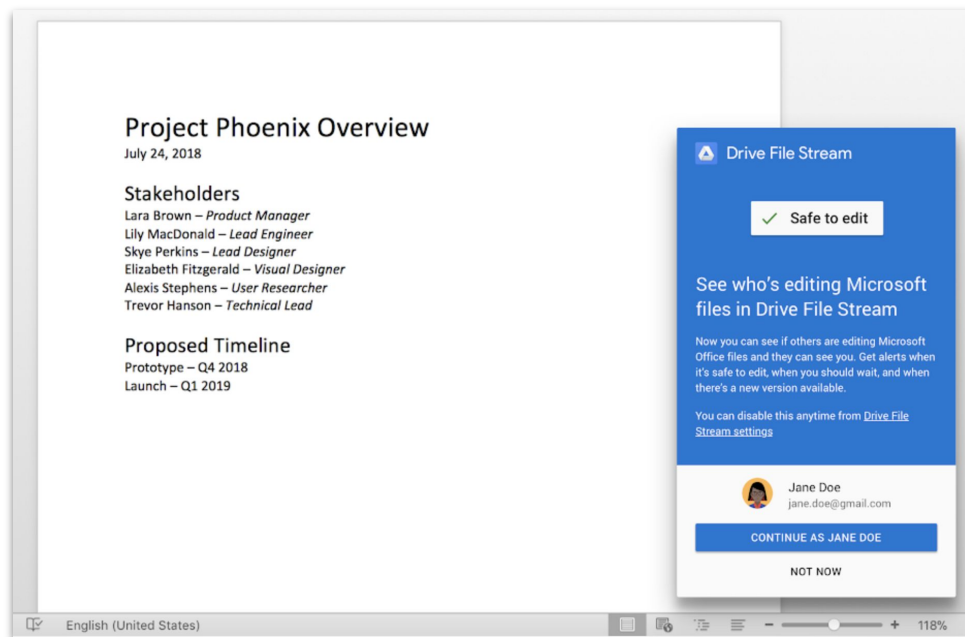 Project Phoenix Overview
July 24, 2018
Stakeholders
Lara Brown – Product Manager
Lily MacDonald – Lead Engineer
Skye Perkins – Lead Designer
Elizabeth Fitzgerald – Visual Designer
Alexis Stephens – User Researcher
Trevor Hanson – Technical Lead
Proposed Timeline
Prototype – Q4 2018
Launch – Q1 2019
Drive File Stream
Safe to edit
See who's editing Microsoft
files in Drive File Stream
Now you can see if others are editing Microsoft
Office files and they can see you. Get alerts when
it's safe to edit, when you should wait, and when
there's a new version available.
You can disable this anytime from Drive File
Stream settings
Jane Doe
jane.doe@gmail.com
CONTINUE AS JANE DOE
NOT NOW
English (United States)
118%